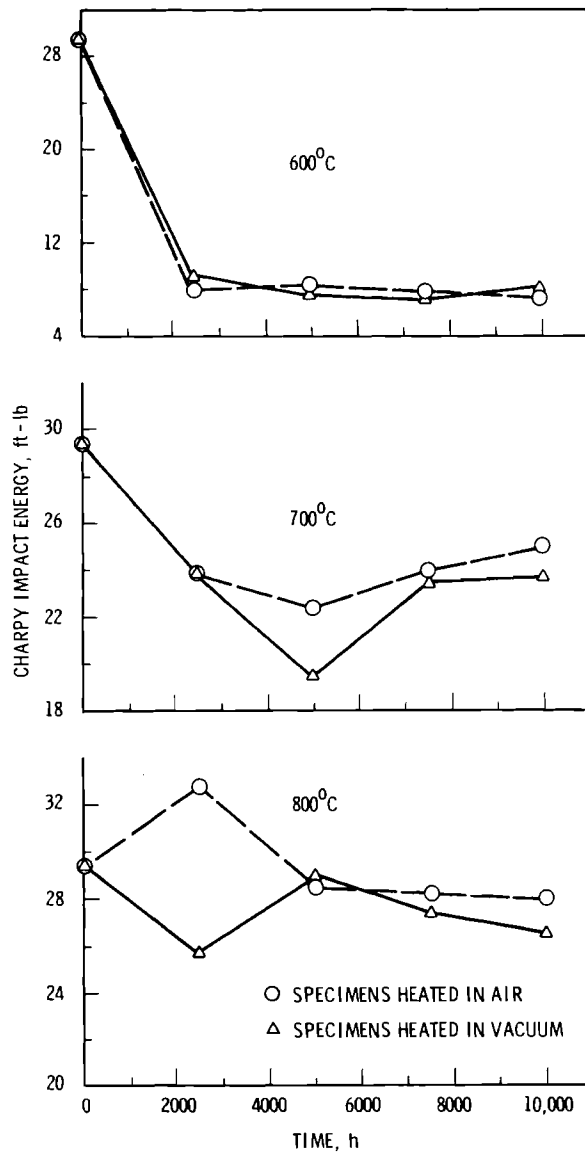 28
20
12
4
600°C
CHARPY IMPACT ENERGY, ft-lb
30
26
22
18
700°C
32
28
24
20
800°C
○ SPECIMENS HEATED IN AIR
△ SPECIMENS HEATED IN VACUUM
0 2000 4000 6000 8000 10,000
TIME, h